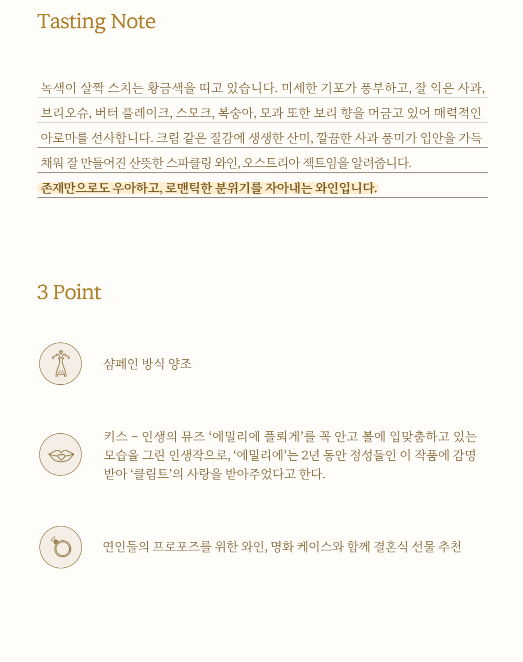 Tasting Note
녹색이 살짝 스치는 황금색을 띠고 있습니다. 미세한 기포가 풍부하고, 잘 익은 사과,
브리오슈, 버터 플레이크, 스모크, 복숭아, 모과 또한 보리 향을 머금고 있어 매력적인
아로마를 선사합니다. 크림 같은 질감에 생생한 산미, 깔끔한 사과 풍미가 입안을 가득
채워 잘 만들어진 산뜻한 스파클링 와인, 오스트리아 젝트임을 알려줍니다.
존재만으로도 우아하고, 로맨틱한 분위기를 자아내는 와인입니다.
3 Point
샴페인 방식 양조
키스 – 인생의 뮤즈 ‘에밀리에 플뢰게’를 꼭 안고 볼에 입맞춤하고 있는
모습을 그린 인생작으로, ‘에밀리에’는 2년 동안 정성들인 이 작품에 감명
받아 ‘클림트’의 사랑을 받아주었다고 한다.
연인들의 프로포즈를 위한 와인, 명화 케이스와 함께 결혼식 선물 추천